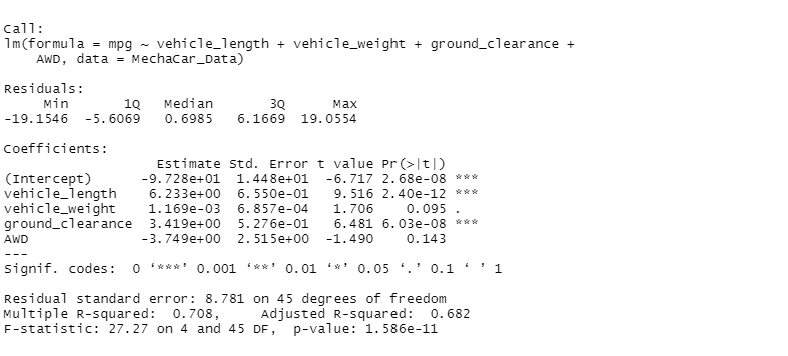 Call:
lm(formula = mpg ~ vehicle_length + vehicle_weight + ground_clearance +
    AWD, data = MechaCar_Data)
Residuals:
     Min       1Q   Median       3Q      Max
-19.1546  -5.6069   0.6985   6.1669  19.0554
Coefficients:
                   Estimate Std. Error t value Pr(>|t|)
(Intercept)      -9.728e+01  1.448e+01  -6.717 2.68e-08 ***
vehicle_length    6.233e+00  6.550e-01   9.516 2.40e-12 ***
vehicle_weight    1.169e-03  6.857e-04   1.706    0.095 .
ground_clearance  3.419e+00  5.276e-01   6.481 6.03e-08 ***
AWD              -3.749e+00  2.515e+00  -1.490    0.143
---
Signif. codes:  0 ‘***’ 0.001 ‘**’ 0.01 ‘*’ 0.05 ‘.’ 0.1 ‘ ’ 1
Residual standard error: 8.781 on 45 degrees of freedom
Multiple R-squared:  0.708,     Adjusted R-squared:  0.682
F-statistic: 27.27 on 4 and 45 DF,  p-value: 1.586e-11